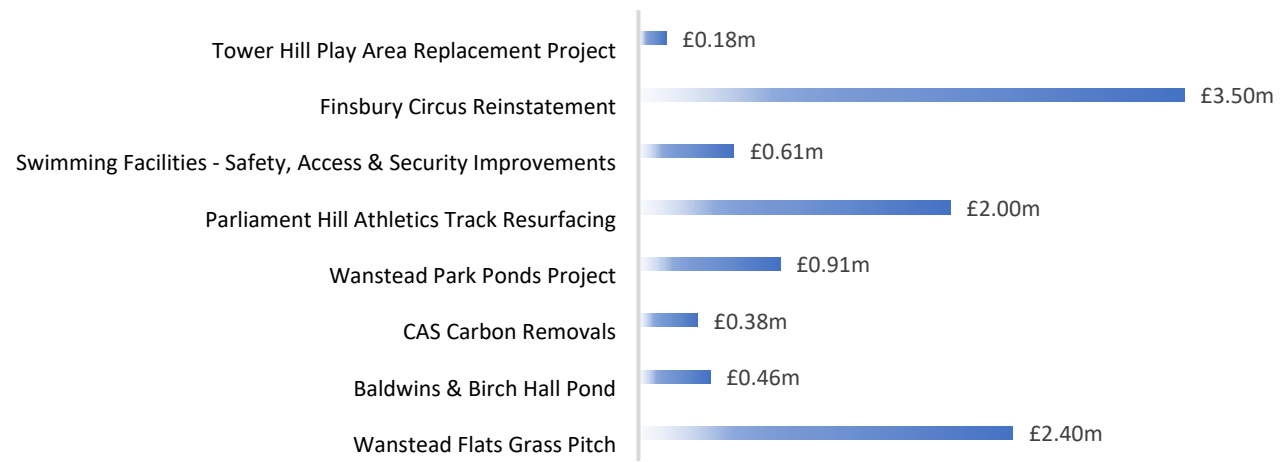 Tower Hill Play Area Replacement Project £0.18m
Finsbury Circus Reinstatement £3.50m
Swimming Facilities - Safety, Access & Security Improvements £0.61m
Parliament Hill Athletics Track Resurfacing £2.00m
Wanstead Park Ponds Project £0.91m
CAS Carbon Removals £0.38m
Baldwins & Birch Hall Pond £0.46m
Wanstead Flats Grass Pitch £2.40m